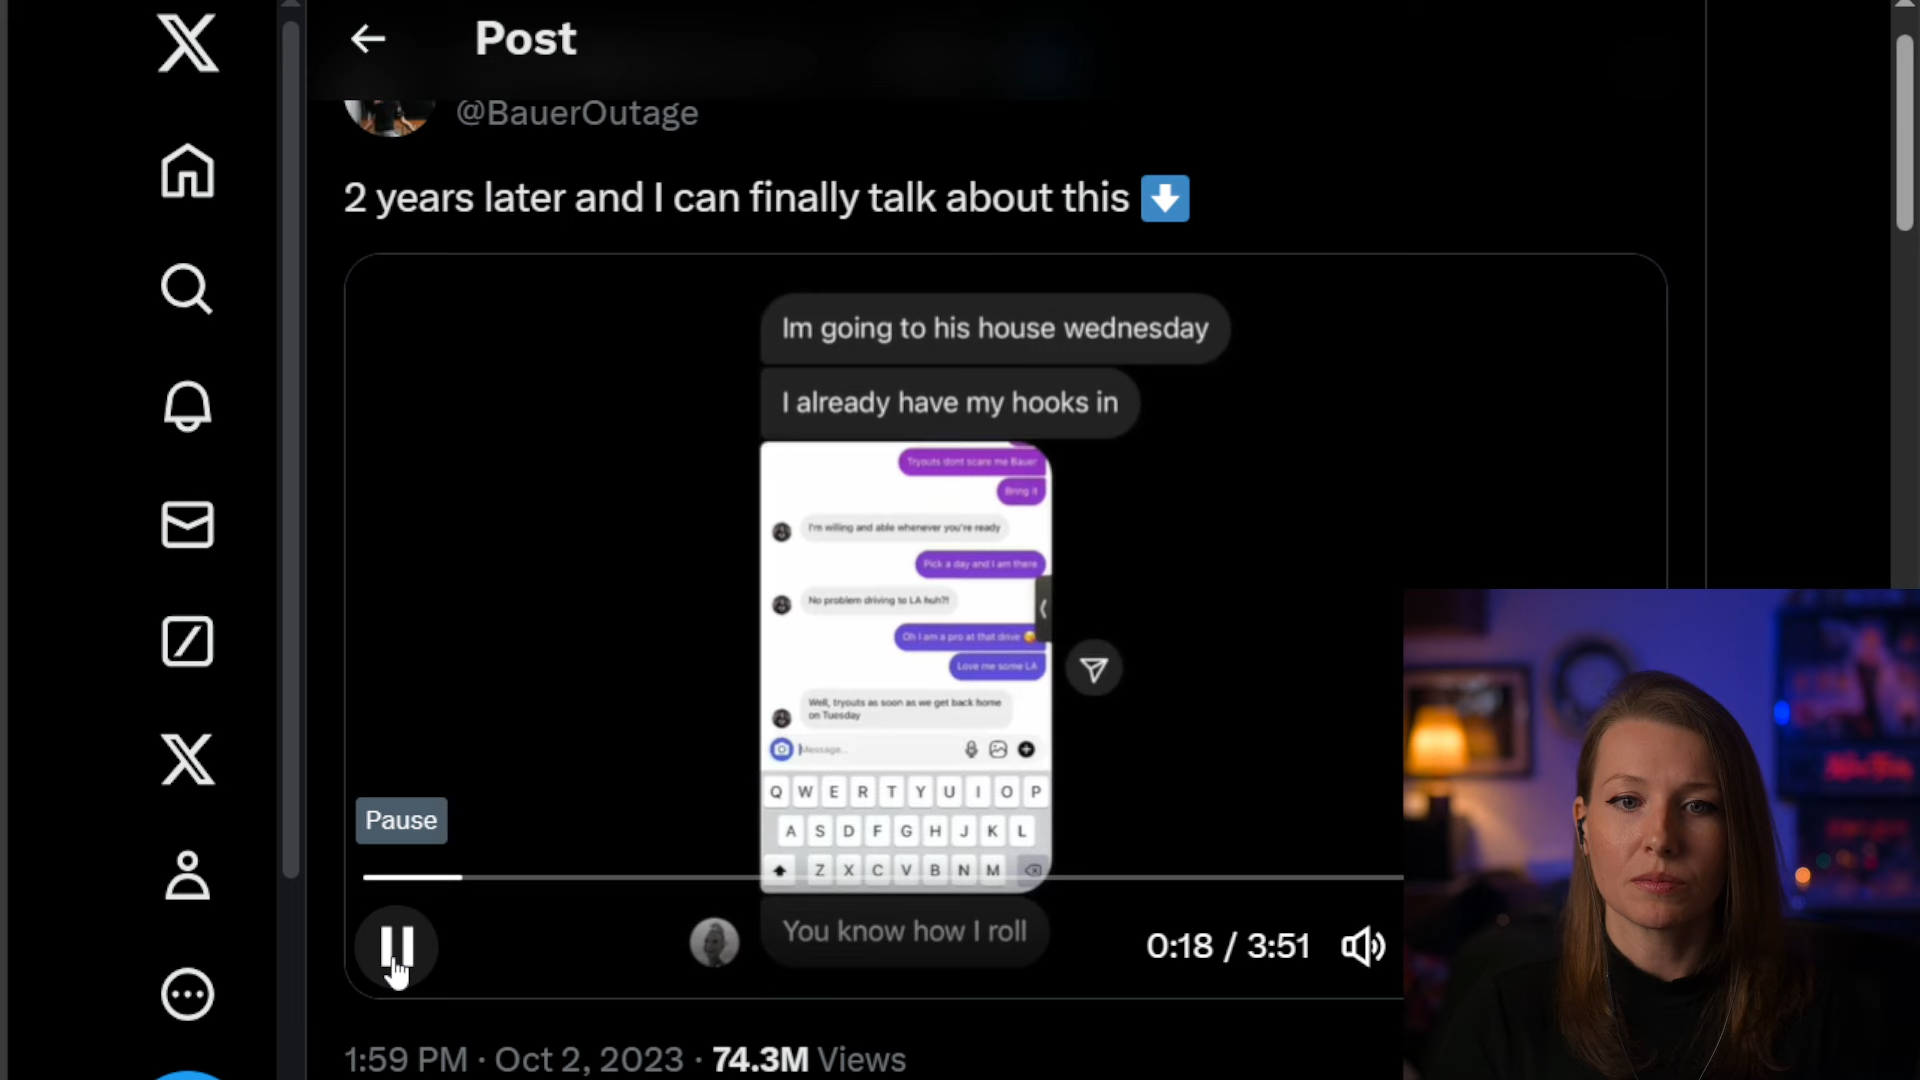 Post
@BauerOutage
2 years later and I can finally talk about this
Im going to his house wednesday
I already have my hooks in
Tryouts dont scare me Bauer
Bring it
I'm willing and able whenever you're ready
Pick a day and I am there
No problem driving to LA huh?!
Oh I am a pro at that drive
Love me some LA
Well, tryouts as soon as we get back home
on Tuesday
Message...
Q W E R T Y U I O P
A S D F G H J K L
Z X C V B N M
Pause
You know how I roll
0:18 / 3:51
1:59 PM · Oct 2, 2023 · 74.3M Views